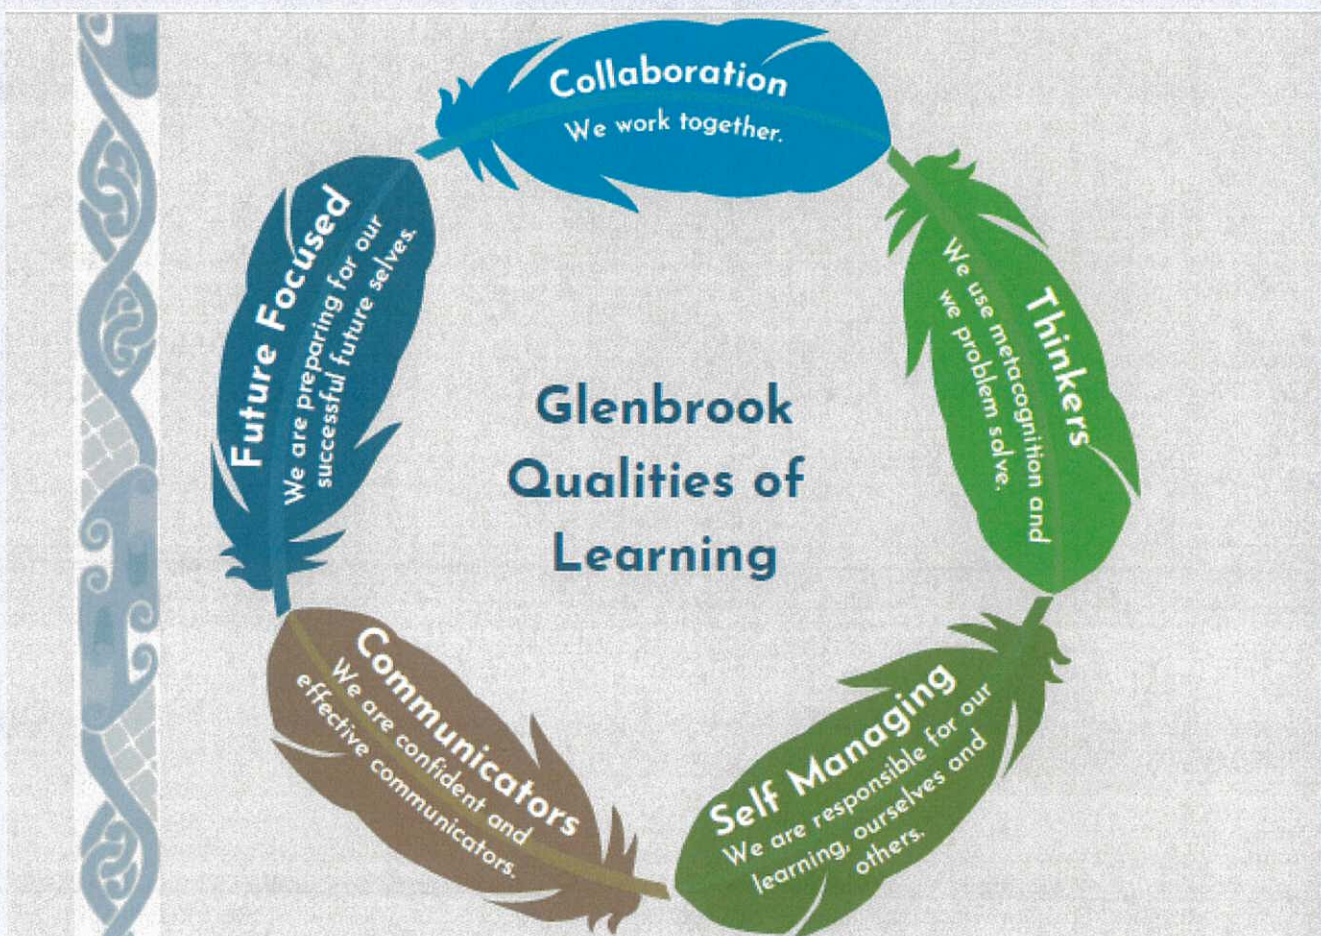 Collaboration
We work together.
Thinkers
We use metacognition and
we problem solve.
Self Managing
We are responsible for our
learning, ourselves and
others.
Communicators
We are confident and
effective communicators.
Future Focused
We are preparing for our
successful future selves.
Glenbrook
Qualities of
Learning